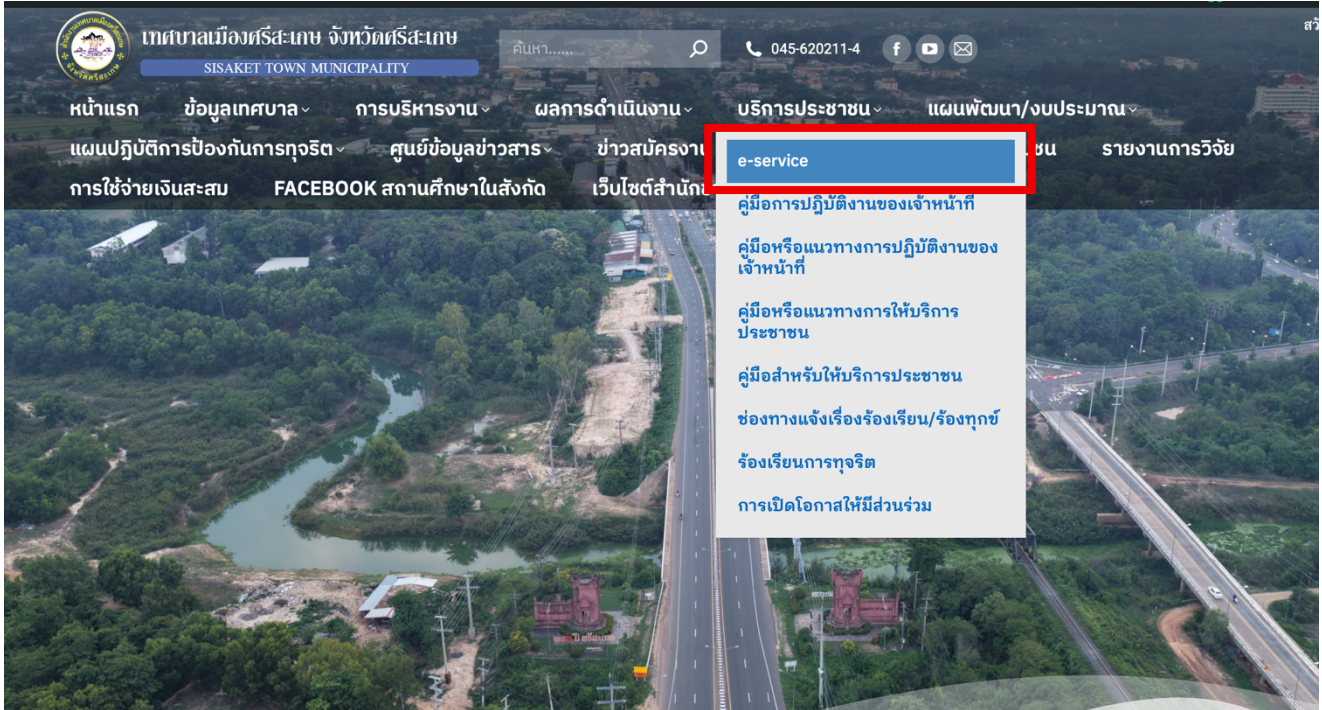 เทศบาลเมืองศรีสะเกษ จังหวัดศรีสะเกษ
SISAKET TOWN MUNICIPALITY
ค้นหา......
045-620211-4
หน้าแรก ข้อมูลเทศบาล การบริหารงาน ผลการดำเนินงาน บริการประชาชน แผนพัฒนา/งบประมาณ
แผนปฏิบัติการป้องกันการทุจริต ศูนย์ข้อมูลข่าวสาร ข่าวสมัครงาน รายงานการวิจัย
การใช้จ่ายเงินสะสม FACEBOOK สถานศึกษาในสังกัด
e-service
คู่มือการปฏิบัติงานของเจ้าหน้าที่
คู่มือหรือแนวทางการปฏิบัติงานของ
เจ้าหน้าที่
คู่มือหรือแนวทางการให้บริการ
ประชาชน
คู่มือสำหรับให้บริการประชาชน
ช่องทางแจ้งเรื่องร้องเรียน/ร้องทุกข์
ร้องเรียนการทุจริต
การเปิดโอกาสให้มีส่วนร่วม